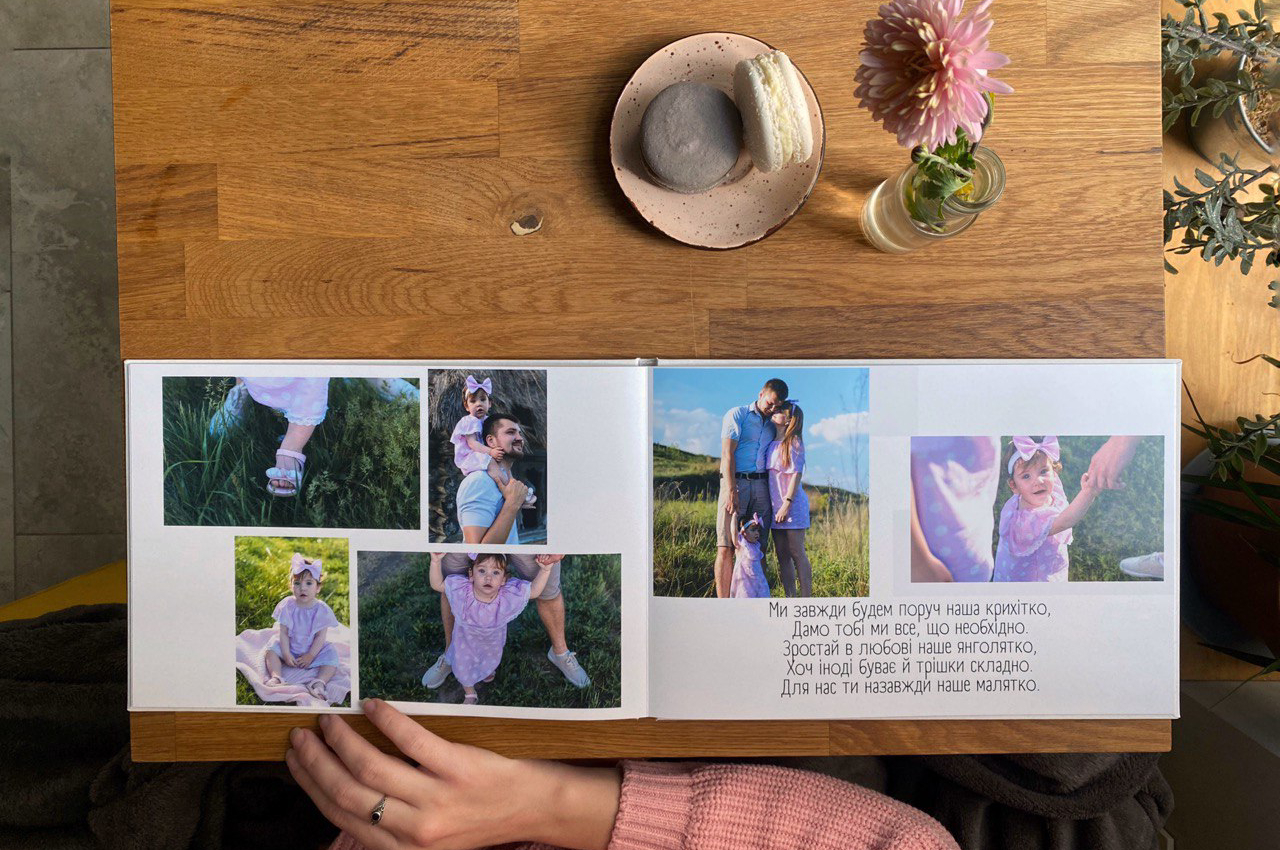 Ми завжди будем поруч наша крихітко,
Дамо тобі ми все, що необхідно.
Зростай в любові наше янголятко,
Хоч іноді буває й трішки складно.
Для нас ти назавжди наше малятко.